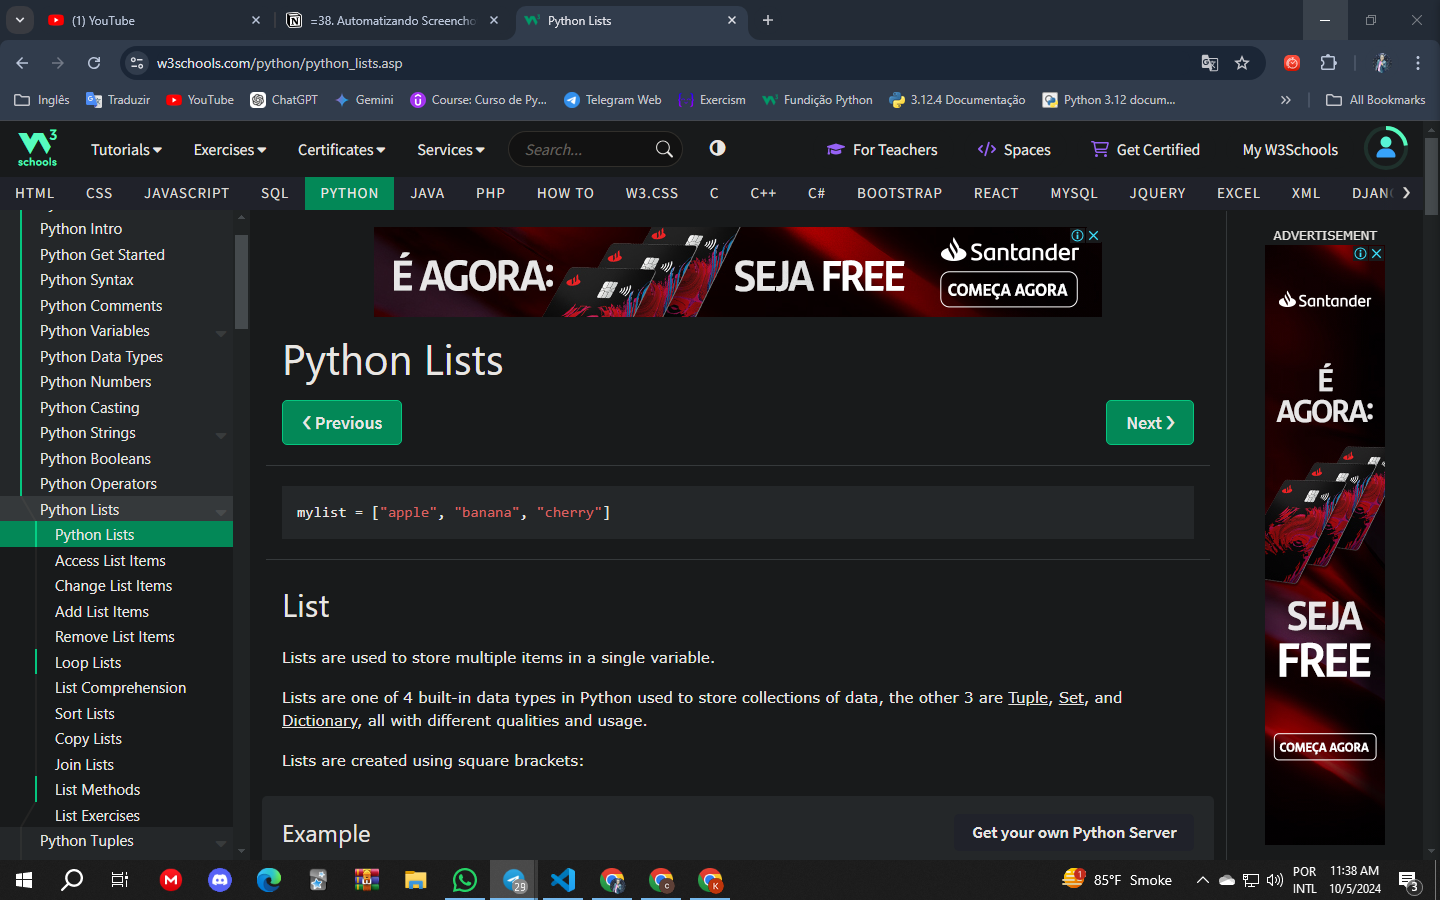 (1) YouTube
=38. Automatizando Screensho
Python Lists
w3schools.com/python/python_lists.asp
Inglês
Traduzir
YouTube
ChatGPT
Gemini
Course: Curso de Py...
Telegram Web
Exercism
Fundição Python
3.12.4 Documentação
Python 3.12 docum...
All Bookmarks
W3 schools
Tutorials
Exercises
Certificates
Services
Search...
For Teachers
Spaces
Get Certified
My W3Schools
HTML
CSS
JAVASCRIPT
SQL
PYTHON
JAVA
PHP
HOW TO
W3.CSS
C
C++
C#
BOOTSTRAP
REACT
MYSQL
JQUERY
EXCEL
XML
Python Intro
Python Get Started
Python Syntax
Python Comments
Python Variables
Python Data Types
Python Numbers
Python Casting
Python Strings
Python Booleans
Python Operators
Python Lists
Python Lists
Access List Items
Change List Items
Add List Items
Remove List Items
Loop Lists
List Comprehension
Sort Lists
Copy Lists
Join Lists
List Methods
List Exercises
Python Tuples
É AGORA:
SEJA FREE
Santander
COMEÇA AGORA
Python Lists
❮ Previous
Next ❯
mylist = ["apple", "banana", "cherry"]
List
Lists are used to store multiple items in a single variable.
Lists are one of 4 built-in data types in Python used to store collections of data, the other 3 are Tuple, Set, and
Dictionary, all with different qualities and usage.
Lists are created using square brackets:
Example
Get your own Python Server
ADVERTISEMENT
Santander
É
AGORA:
SEJA
FREE
COMEÇA AGORA
29
C
K
1
85°F Smoke
POR
INTL
11:38 AM
10/5/2024
3